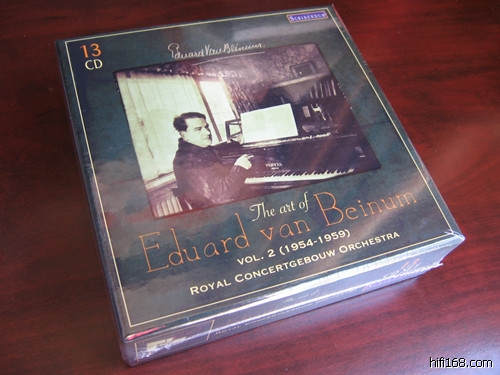 SCRIBENDUM
13
CD
Eduard van Beinum
The art of
Eduard van Beinum
VOL. 2 (1954-1959)
ROYAL CONCERTGEBOUW ORCHESTRA
hifi168.com